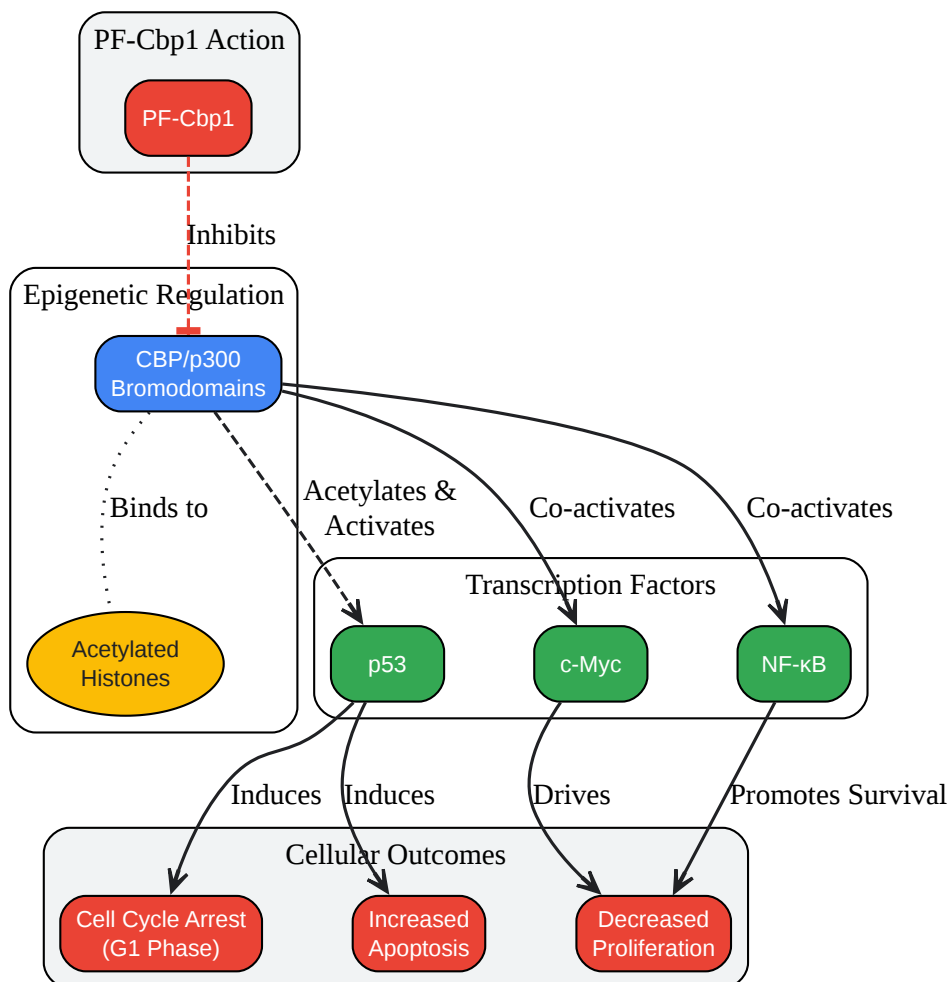 PF-Cbp1 Action
PF-Cbp1
Inhibits
Epigenetic Regulation
CBP/p300
Bromodomains
Acetylates &
Activates
Binds to
Co-activates
Co-activates
Transcription Factors
Acetylated
Histones
p53
c-Myc
NF-κB
Induces
Induces
Drives
Promotes Survival
Cellular Outcomes
Cell Cycle Arrest
(G1 Phase)
Increased
Apoptosis
Decreased
Proliferation